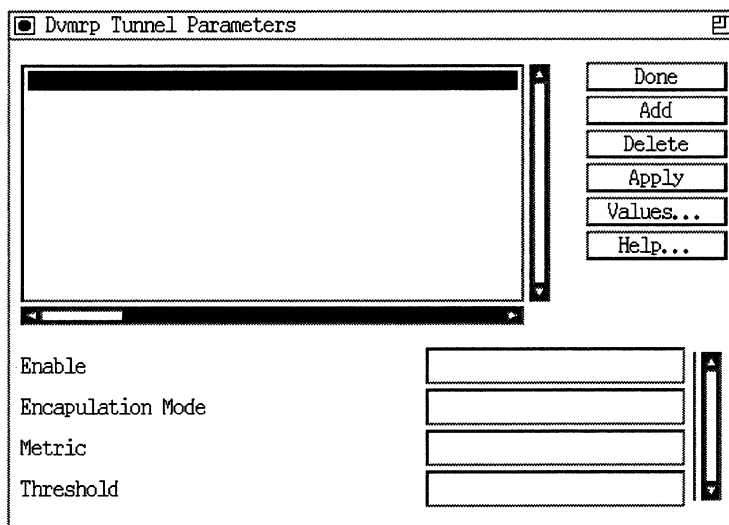 Dvmrp Tunnel Parameters
Done
Add
Delete
Apply
Values...
Help...
Enable
Encapulation Mode
Metric
Threshold